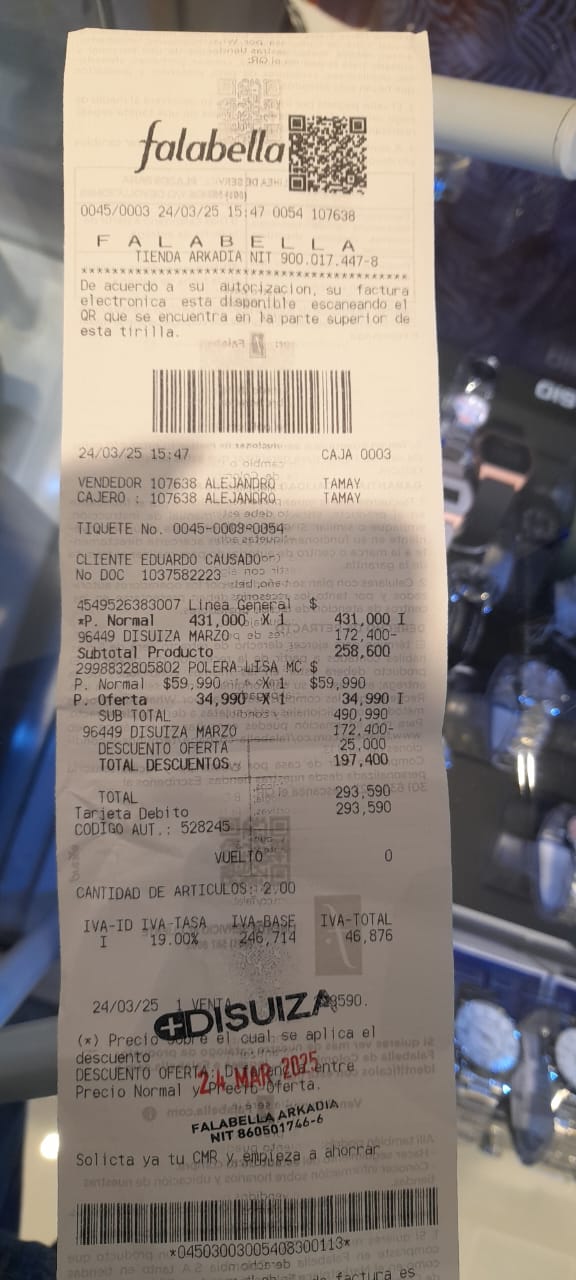 falabella
0045/0003 24/03/25 15:47 0054 107638
F A L A B E L L A
TIENDA ARKADIA NIT 900.017.447-8
****************************************
De acuerdo a su autorizacion, su factura
electronica esta disponible escaneando el
QR que se encuentra en la parte superior de
esta tirilla.
24/03/25 15:47 CAJA 0003
VENDEDOR 107638 ALEJANDRO TAMAY
CAJERO : 107638 ALEJANDRO TAMAY
TIQUETE No. 0045-0003-0054
CLIENTE EDUARDO CAUSADO
No DOC 1037582223
4549526383007 Linea General $
*P. Normal 431,000 X 1 431,000 I
96449 DISUIZA MARZO 172,400-
Subtotal Producto 258,600
2998832805802 POLERA LISA MC $
P. Normal $59,990 X 1 $59,990
P. Oferta 34,990 X 1 34,990 I
SUB TOTAL 490,990
96449 DISUIZA MARZO 172,400-
DESCUENTO OFERTA 25,000
TOTAL DESCUENTOS 197,400
TOTAL 293,590
Tarjeta Debito 293,590
CODIGO AUT.: 528245
VUELTO 0
CANTIDAD DE ARTICULOS: 2.00
IVA-ID IVA-TASA IVA-BASE IVA-TOTAL
I 19.00% 246,714 46,876
24/03/25 1 VENTA 590.
DISUIZA
(*) Precio sobre el cual se aplica el
descuento
DESCUENTO OFERTA: Diferencia entre
24 MAR 2025
Precio Normal y Precio Oferta.
FALABELLA ARKADIA
NIT 860501746-6
Solicta ya tu CMR y empieza a ahorrar
*04503003005408300113*
factura es